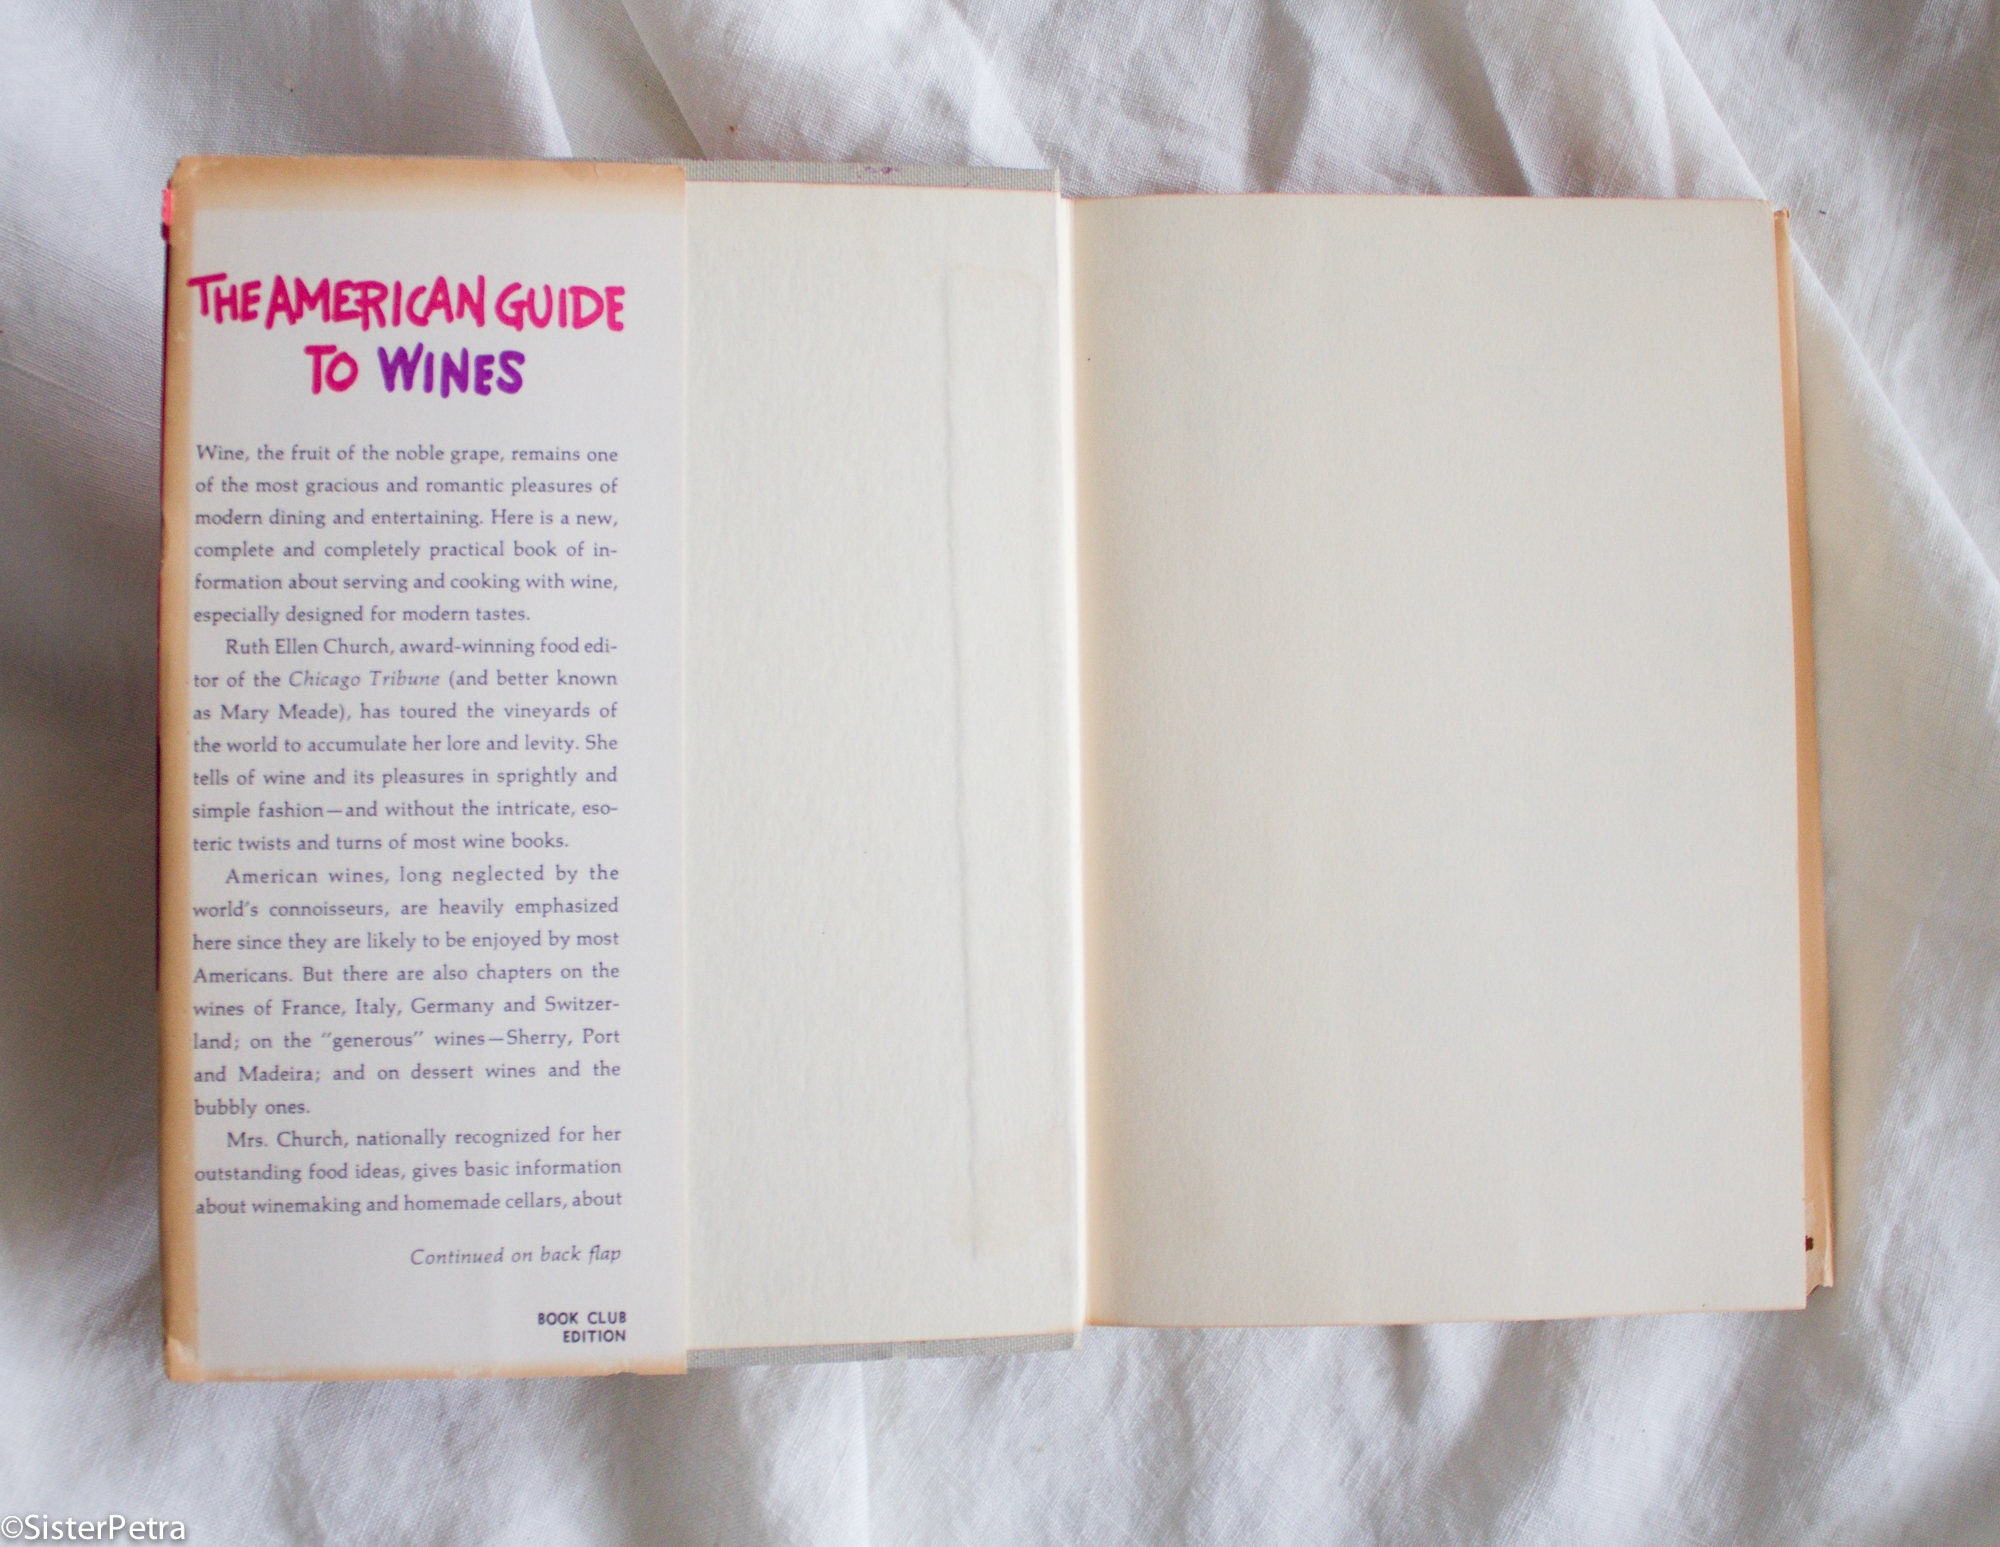 THE AMERICAN GUIDE
TO WINES
Wine, the fruit of the noble grape, remains one
of the most gracious and romantic pleasures of
modern dining and entertaining. Here is a new,
complete and completely practical book of in-
formation about serving and cooking with wine,
especially designed for modern tastes.
Ruth Ellen Church, award-winning food edi-
tor of the Chicago Tribune (and better known
as Mary Meade), has toured the vineyards of
the world to accumulate her lore and levity. She
tells of wine and its pleasures in sprightly and
simple fashion—and without the intricate, eso-
teric twists and turns of most wine books.
American wines, long neglected by the
world's connoisseurs, are heavily emphasized
here since they are likely to be enjoyed by most
Americans. But there are also chapters on the
wines of France, Italy, Germany and Switzer-
land; on the "generous" wines—Sherry, Port
and Madeira; and on dessert wines and the
bubbly ones.
Mrs. Church, nationally recognized for her
outstanding food ideas, gives basic information
about winemaking and homemade cellars, about
Continued on back flap
BOOK CLUB
EDITION
©SisterPetra